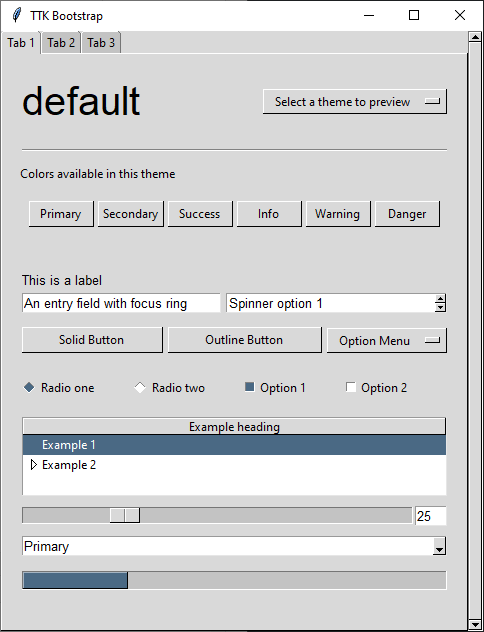 TTK Bootstrap
Tab 1 Tab 2 Tab 3
default
Select a theme to preview
Colors available in this theme
Primary Secondary Success Info Warning Danger
This is a label
An entry field with focus ring Spinner option 1
Solid Button Outline Button Option Menu
Radio one Radio two Option 1 Option 2
Example heading
Example 1
Example 2
25
Primary